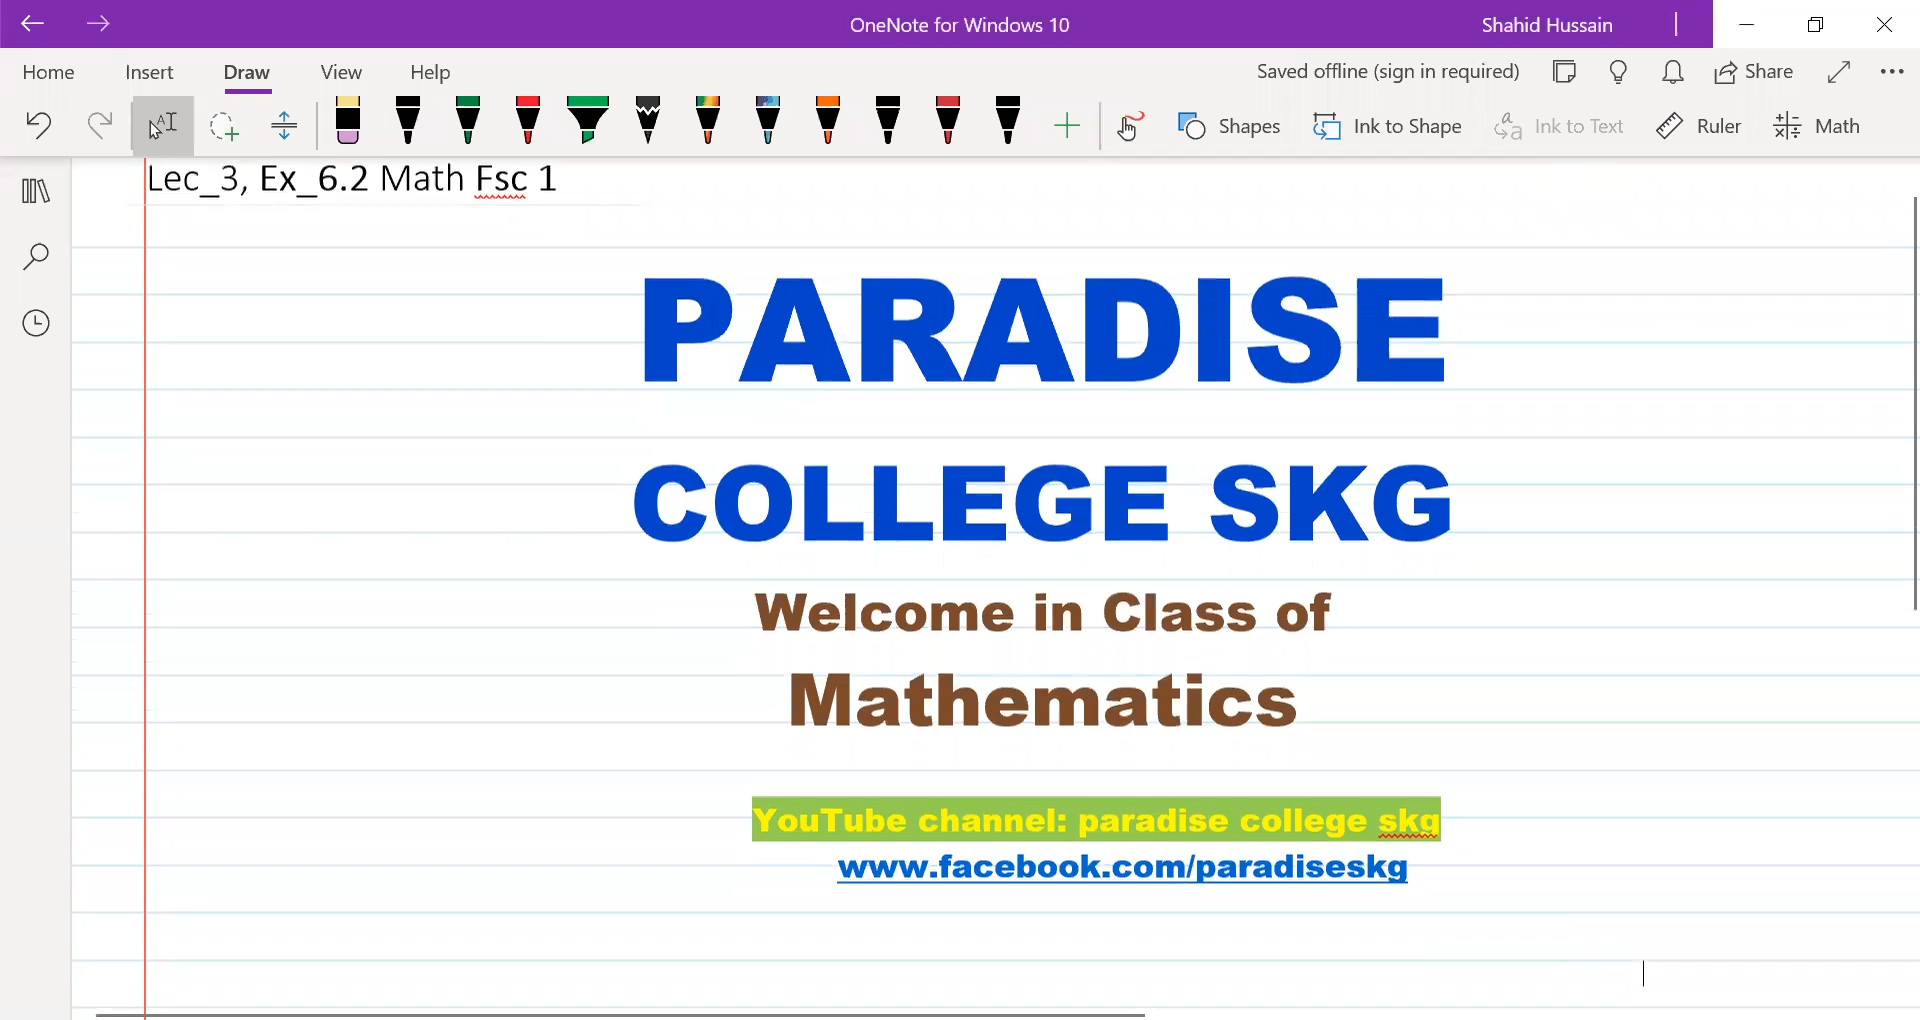 OneNote for Windows 10
Shahid Hussain
Home Insert Draw View Help
Saved offline (sign in required)
Share
Shapes
Ink to Shape
Ink to Text
Ruler
Math
Lec_3, Ex_6.2 Math Fsc 1
PARADISE
COLLEGE SKG
Welcome in Class of
Mathematics
YouTube channel: paradise college skg
www.facebook.com/paradiseskg